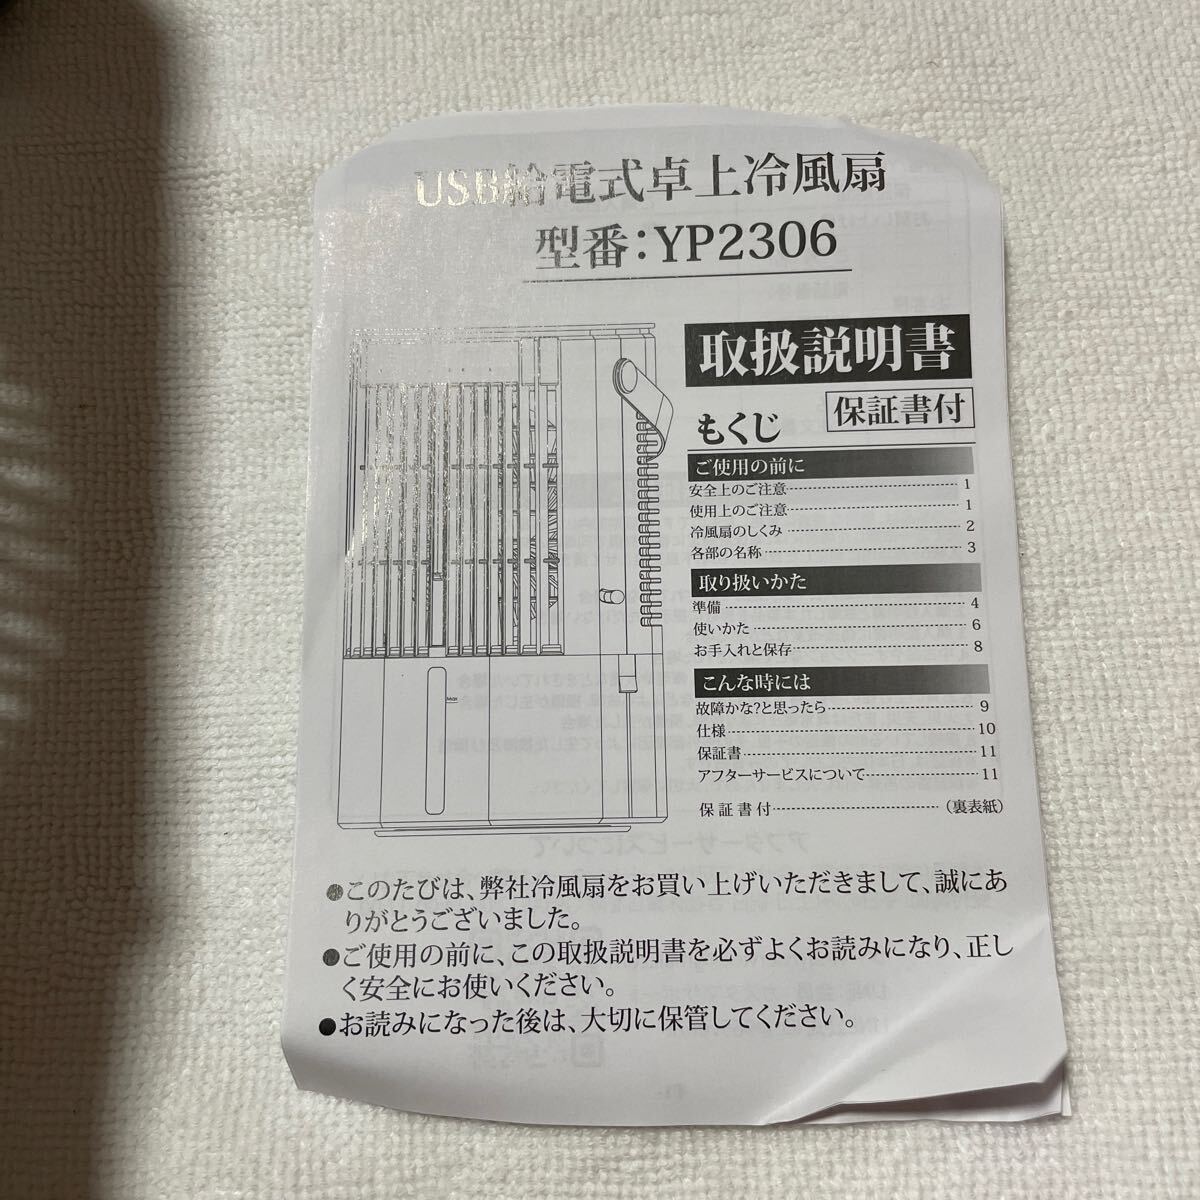 USB給電式卓上冷風扇
型番：YP2306
取扱説明書
保証書付
もくじ
ご使用の前に
安全上のご注意 1
使用上のご注意 1
冷風扇のしくみ 2
各部の名称 3
取り扱いかた
準備 4
使いかた 6
お手入れと保存 8
こんな時には
故障かな?と思ったら 9
仕様 10
保証書 11
アフターサービスについて 11
保証書付 （裏表紙）
Max
●このたびは、弊社冷風扇をお買い上げいただきまして、誠にあ
りがとうございました。
●ご使用の前に、この取扱説明書を必ずよくお読みになり、正し
く安全にお使いください。
●お読みになった後は、大切に保管してください。